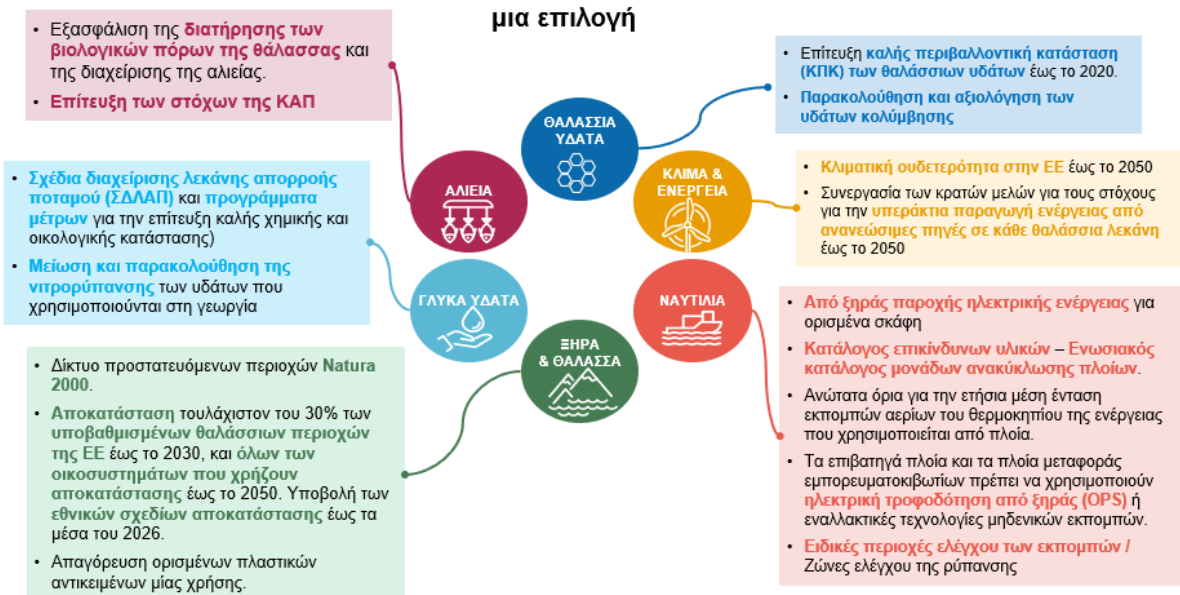 μια επιλογή
• Εξασφάλιση της διατήρησης των
βιολογικών πόρων της θάλασσας και
της διαχείρισης της αλιείας.
• Επίτευξη των στόχων της ΚΑΠ
• Επίτευξη καλής περιβαλλοντική κατάσταση
(ΚΠΚ) των θαλάσσιων υδάτων έως το 2020.
• Παρακολούθηση και αξιολόγηση των
υδάτων κολύμβησης
ΘΑΛΑΣΣΙΑ
ΥΔΑΤΑ
ΑΛΙΕΙΑ
ΚΛΙΜΑ &
ΕΝΕΡΓΕΙΑ
• Σχέδια διαχείρισης λεκάνης απορροής
ποταμού (ΣΔΛΑΠ) και προγράμματα
μέτρων για την επίτευξη καλής χημικής και
οικολογικής κατάστασης)
• Μείωση και παρακολούθηση της
νιτρορύπανσης των υδάτων που
χρησιμοποιούνται στη γεωργία
• Κλιματική ουδετερότητα στην ΕΕ έως το 2050
• Συνεργασία των κρατών μελών για τους στόχους
για την υπεράκτια παραγωγή ενέργειας από
ανανεώσιμες πηγές σε κάθε θαλάσσια λεκάνη
έως το 2050
ΓΛΥΚΑ ΥΔΑΤΑ
ΝΑΥΤΙΛΙΑ
ΞΗΡΑ
& ΘΑΛΑΣΣΑ
• Δίκτυο προστατευόμενων περιοχών Natura
2000.
• Αποκατάσταση τουλάχιστον του 30% των
υποβαθμισμένων θαλάσσιων περιοχών
της ΕΕ έως το 2030, και όλων των
οικοσυστημάτων που χρήζουν
αποκατάστασης έως το 2050. Υποβολή των
εθνικών σχεδίων αποκατάστασης έως τα
μέσα του 2026.
• Απαγόρευση ορισμένων πλαστικών
αντικειμένων μίας χρήσης.
• Από ξηράς παροχής ηλεκτρικής ενέργειας για
ορισμένα σκάφη
• Κατάλογος επικίνδυνων υλικών – Ενωσιακός
κατάλογος μονάδων ανακύκλωσης πλοίων.
• Ανώτατα όρια για την ετήσια μέση ένταση
εκπομπών αερίων του θερμοκηπίου της ενέργειας
που χρησιμοποιείται από πλοία.
• Τα επιβατηγά πλοία και τα πλοία μεταφοράς
εμπορευματοκιβωτίων πρέπει να χρησιμοποιούν
ηλεκτρική τροφοδότηση από ξηράς (OPS) ή
εναλλακτικές τεχνολογίες μηδενικών εκπομπών.
• Ειδικές περιοχές ελέγχου των εκπομπών /
Ζώνες ελέγχου της ρύπανσης